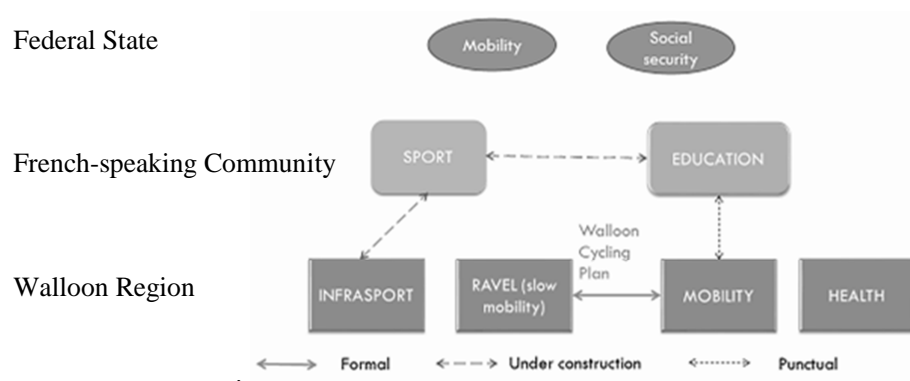 Federal State
Mobility
Social
security
French-speaking Community
SPORT
EDUCATION
Walloon
Cycling
Plan
Walloon Region
INFRASPORT
RAVEL (slow
mobility)
MOBILITY
HEALTH
Formal
Under construction
Punctual